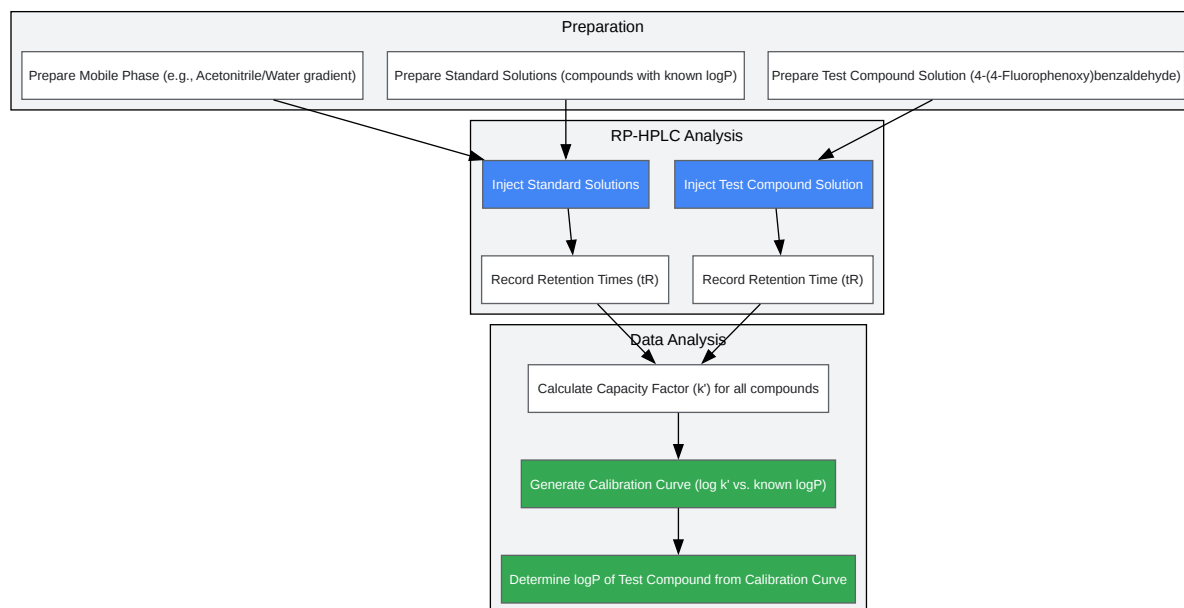 Preparation
Prepare Mobile Phase (e.g., Acetonitrile/Water gradient)
Prepare Standard Solutions (compounds with known logP)
Prepare Test Compound Solution (4-(4-Fluorophenoxy)benzaldehyde)
RP-HPLC Analysis
Inject Standard Solutions
Inject Test Compound Solution
Record Retention Times (tR)
Record Retention Time (tR)
Data Analysis
Calculate Capacity Factor (k') for all compounds
Generate Calibration Curve (log k' vs. known logP)
Determine logP of Test Compound from Calibration Curve